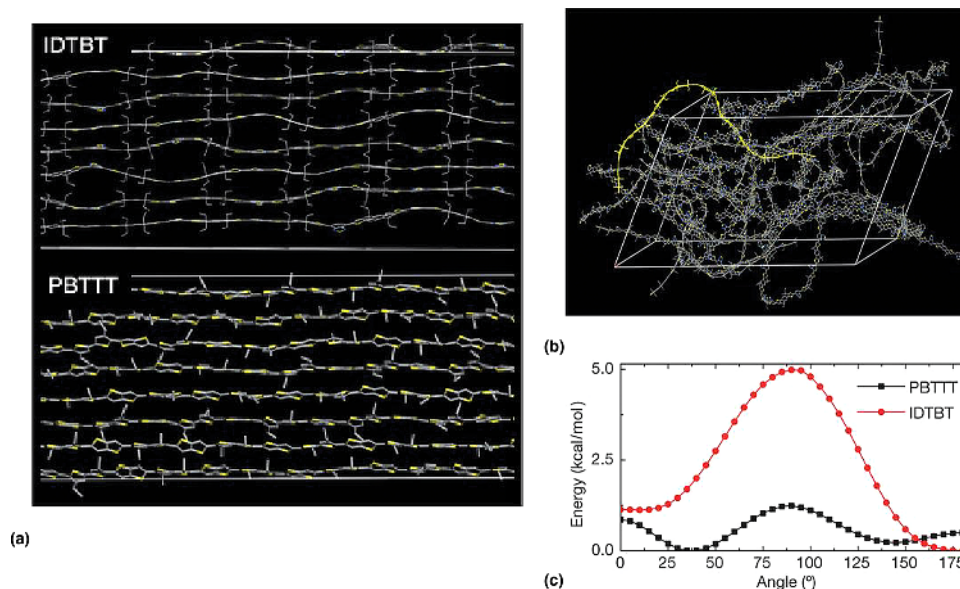 IDTBT
PBTTT
(a)
(b)
5.0
2.5
0.0
Energy (kcal/mol)
PBTTT
IDTBT
0 25 50 75 100 125 150 175
Angle (º)
(c)